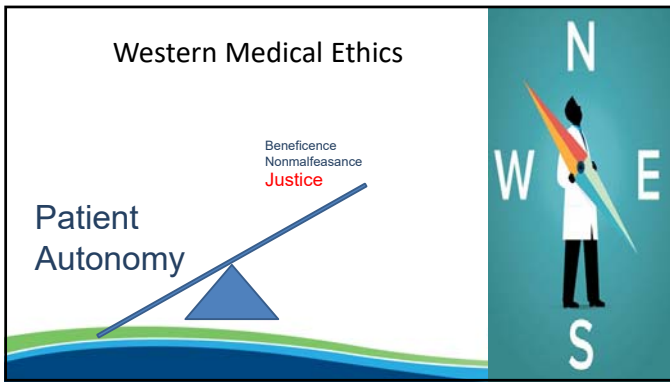 Western Medical Ethics
Beneficence
Nonmalfeasance
Justice
Patient
Autonomy
N
W E
S